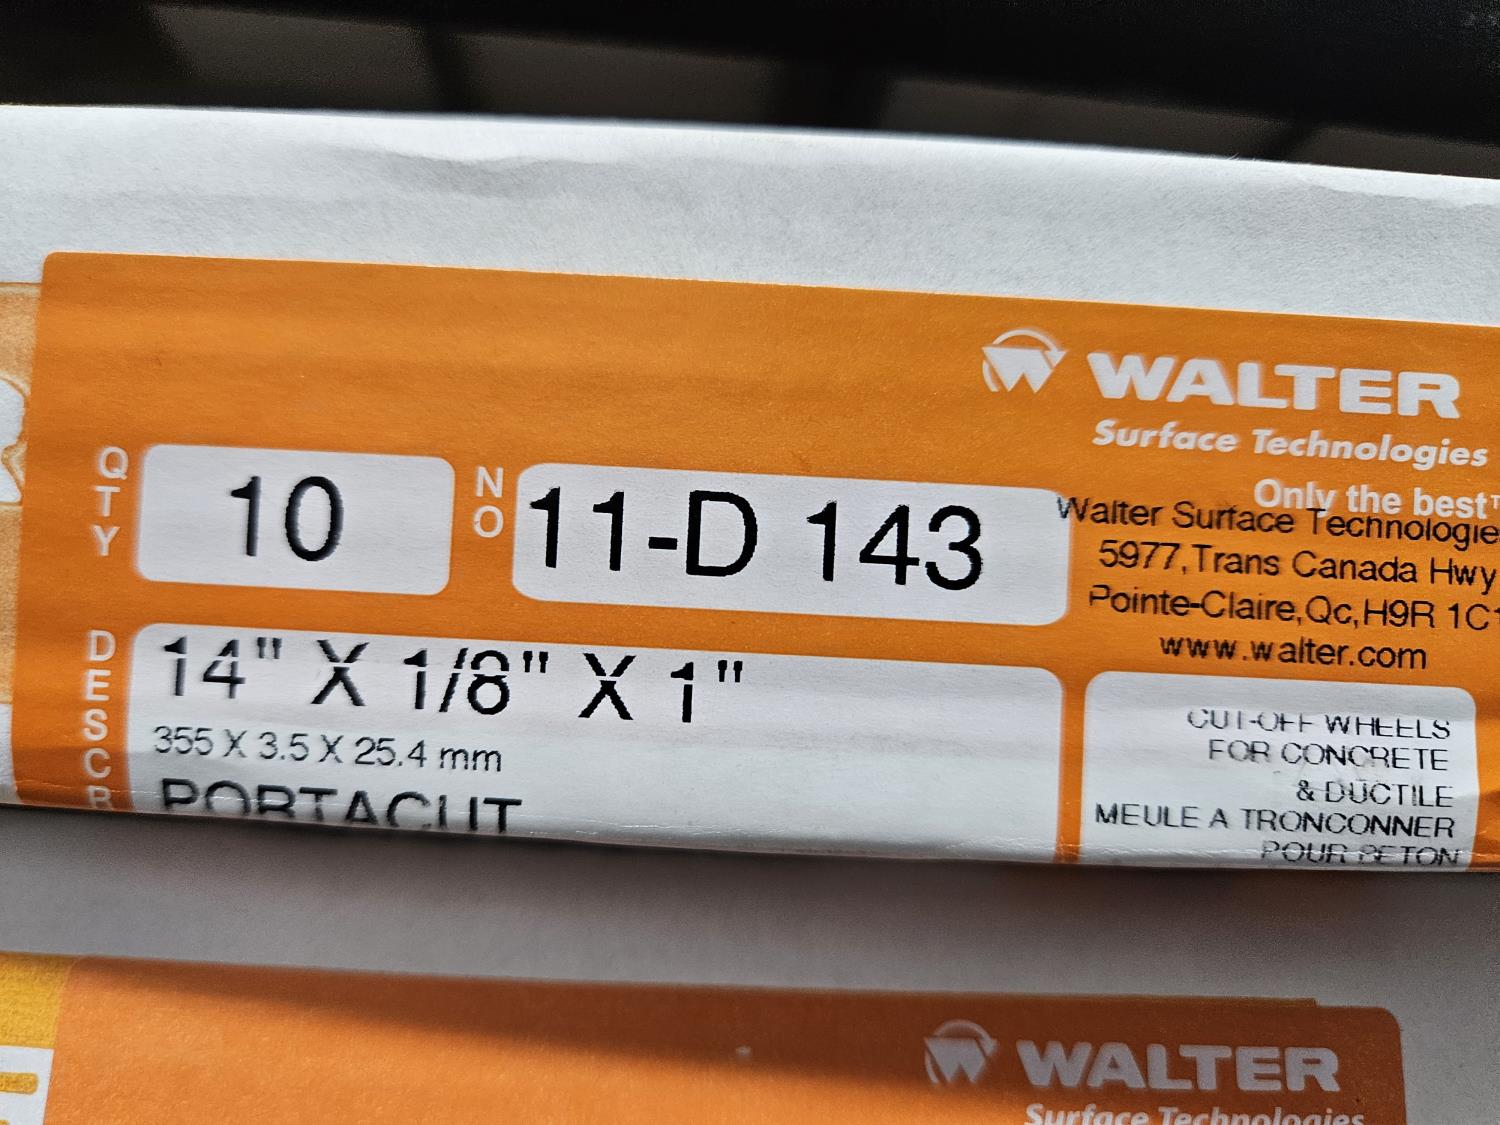 WALTER
Surface Technologies
Only the best™
QTY
10
NO
11-D 143
Walter Surface Technologie
5977,Trans Canada Hwy
Pointe-Claire,Qc,H9R 1C1
www.walter.com
DESCR
14" X 1/8" X 1"
355 X 3.5 X 25.4 mm
PORTACUT
CUT-OFF WHEELS
FOR CONCRETE
& DUCTILE
MEULE A TRONCONNER
POUR BETON
WALTER
Surface Technologies